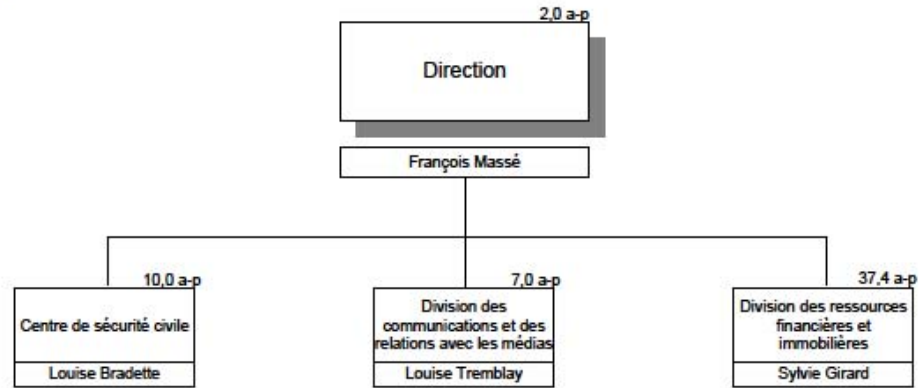 2,0 a-p
Direction
François Massé
10,0 a-p
Centre de sécurité civile
Louise Bradette
7,0 a-p
Division des
communications et des
relations avec les médias
Louise Tremblay
37,4 a-p
Division des ressources
financières et
immobilières
Sylvie Girard